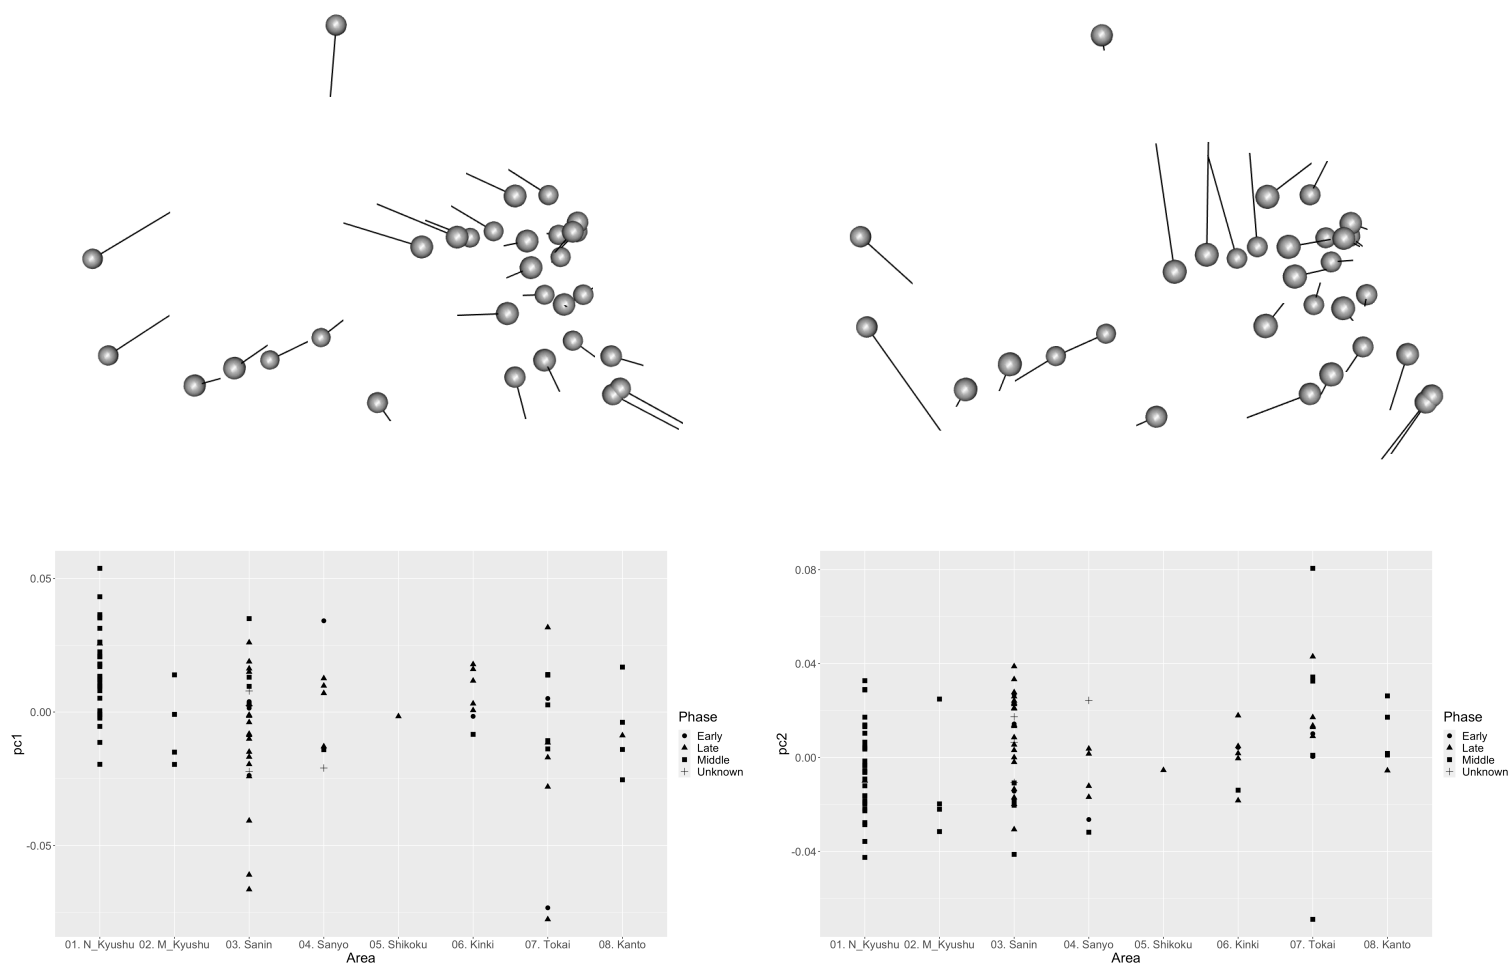 0.05
0.00
-0.05
pc1
01. N_Kyushu 02. M_Kyushu 03. Sanin 04. Sanyo 05. Shikoku 06. Kinki 07. Tokai 08. Kanto
Area
Phase
Early
Late
Middle
Unknown
0.08
0.04
0.00
-0.04
pc2
01. N_Kyushu 02. M_Kyushu 03. Sanin 04. Sanyo 05. Shikoku 06. Kinki 07. Tokai 08. Kanto
Area
Phase
Early
Late
Middle
Unknown